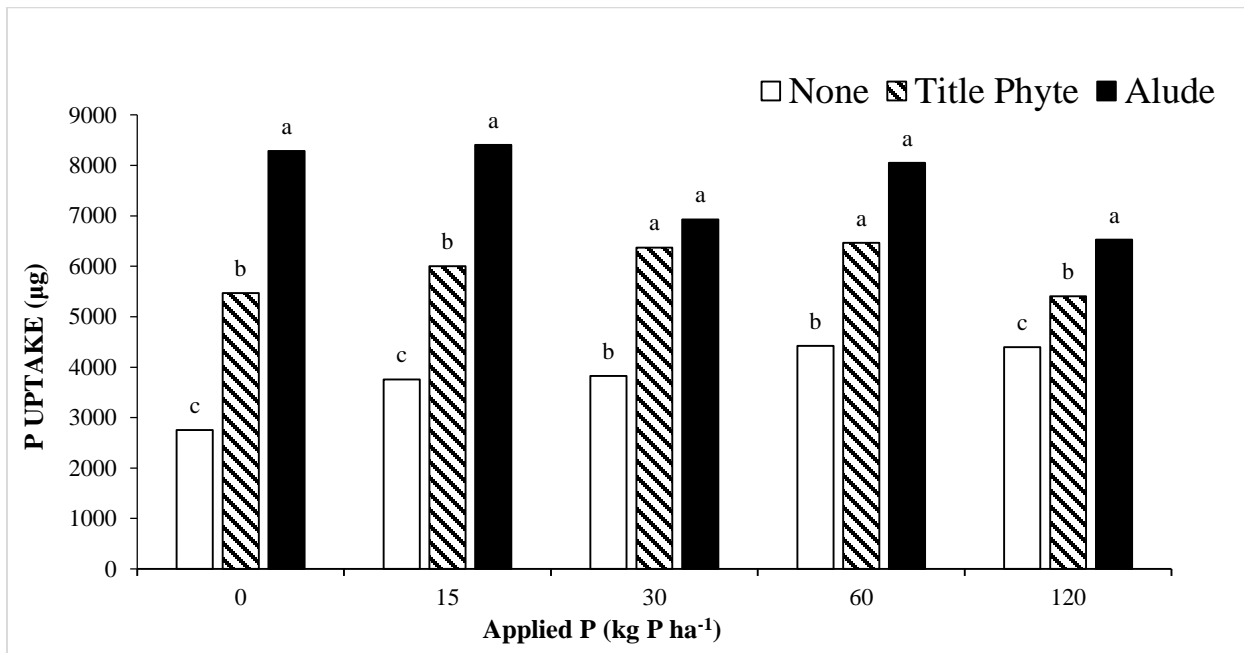 None Title Phyte Alude
9000
8000
7000
6000
5000
4000
3000
2000
1000
0
P UPTAKE (µg)
c b a
c b a
b a a
b a a
c b a
0 15 30 60 120
Applied P (kg P ha⁻¹)